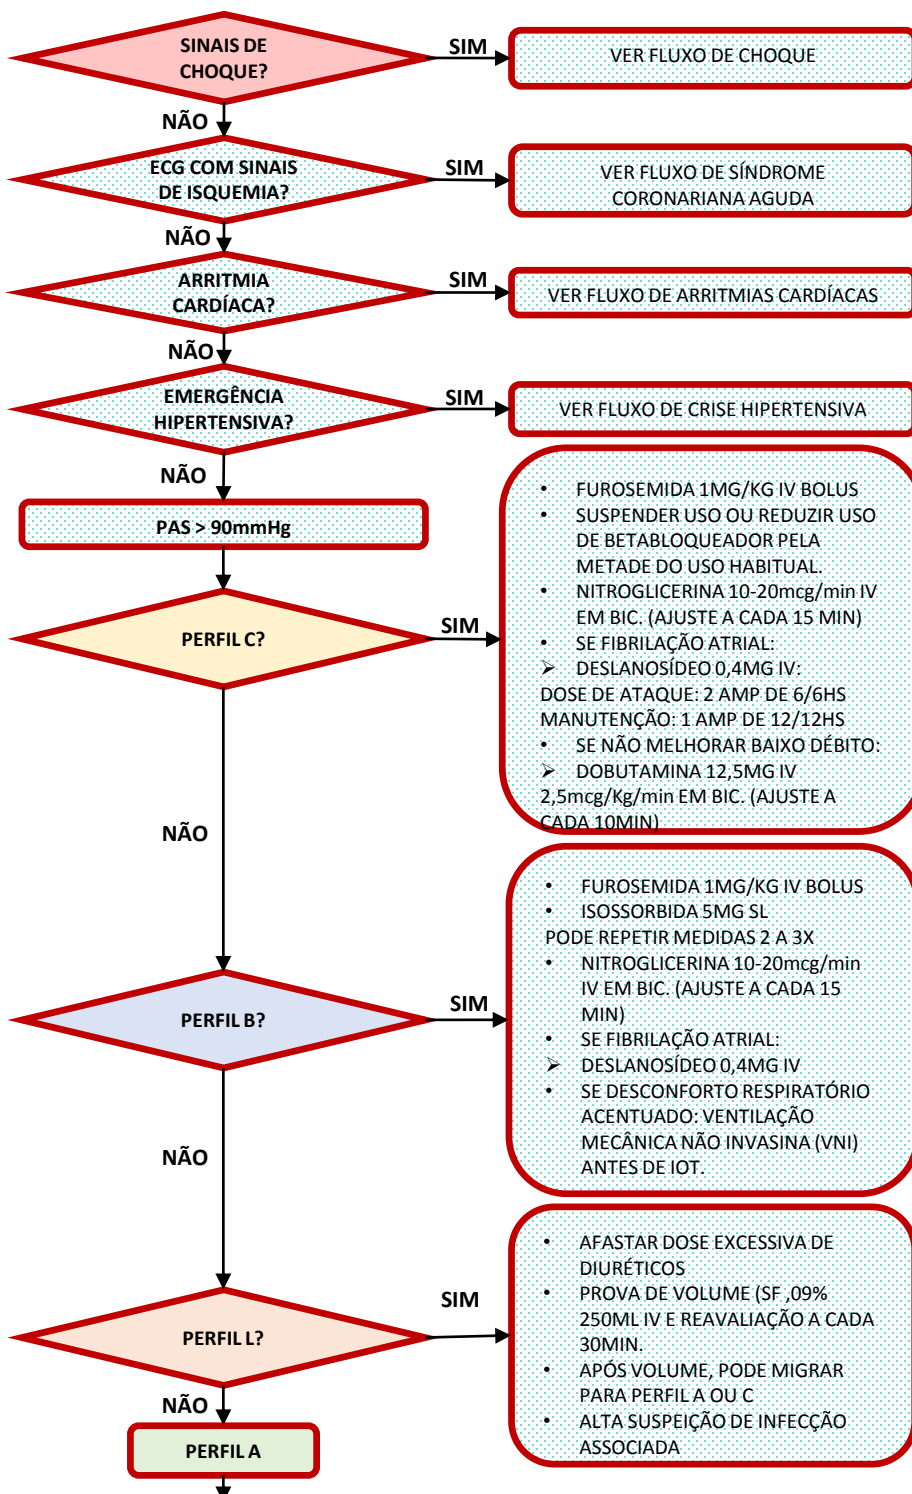 SINAIS DE
CHOQUE?
SIM
VER FLUXO DE CHOQUE
NÃO
ECG COM SINAIS
DE ISQUEMIA?
SIM
VER FLUXO DE SÍNDROME
CORONARIANA AGUDA
NÃO
ARRITMIA
CARDÍACA?
SIM
VER FLUXO DE ARRITMIAS CARDÍACAS
NÃO
EMERGÊNCIA
HIPERTENSIVA?
SIM
VER FLUXO DE CRISE HIPERTENSIVA
NÃO
PAS > 90mmHg
PERFIL C?
SIM
• FUROSEMIDA 1MG/KG IV BOLUS
• SUSPENDER USO OU REDUZIR USO
DE BETABLOQUEADOR PELA
METADE DO USO HABITUAL.
• NITROGLICERINA 10-20mcg/min IV
EM BIC. (AJUSTE A CADA 15 MIN)
• SE FIBRILAÇÃO ATRIAL:
➢ DESLANOSÍDEO 0,4MG IV:
DOSE DE ATAQUE: 2 AMP DE 6/6HS
MANUTENÇÃO: 1 AMP DE 12/12HS
• SE NÃO MELHORAR BAIXO DÉBITO:
➢ DOBUTAMINA 12,5MG IV
2,5mcg/Kg/min EM BIC. (AJUSTE A
CADA 10MIN)
NÃO
PERFIL B?
SIM
• FUROSEMIDA 1MG/KG IV BOLUS
• ISOSSORBIDA 5MG SL
PODE REPETIR MEDIDAS 2 A 3X
• NITROGLICERINA 10-20mcg/min
IV EM BIC. (AJUSTE A CADA 15
MIN)
• SE FIBRILAÇÃO ATRIAL:
➢ DESLANOSÍDEO 0,4MG IV
• SE DESCONFORTO RESPIRATÓRIO
ACENTUADO: VENTILAÇÃO
MECÂNICA NÃO INVASINA (VNI)
ANTES DE IOT.
NÃO
PERFIL L?
SIM
• AFASTAR DOSE EXCESSIVA DE
DIURÉTICOS
• PROVA DE VOLUME (SF ,09%
250ML IV E REAVALIAÇÃO A CADA
30MIN.
• APÓS VOLUME, PODE MIGRAR
PARA PERFIL A OU C
• ALTA SUSPEIÇÃO DE INFECÇÃO
ASSOCIADA
NÃO
PERFIL A